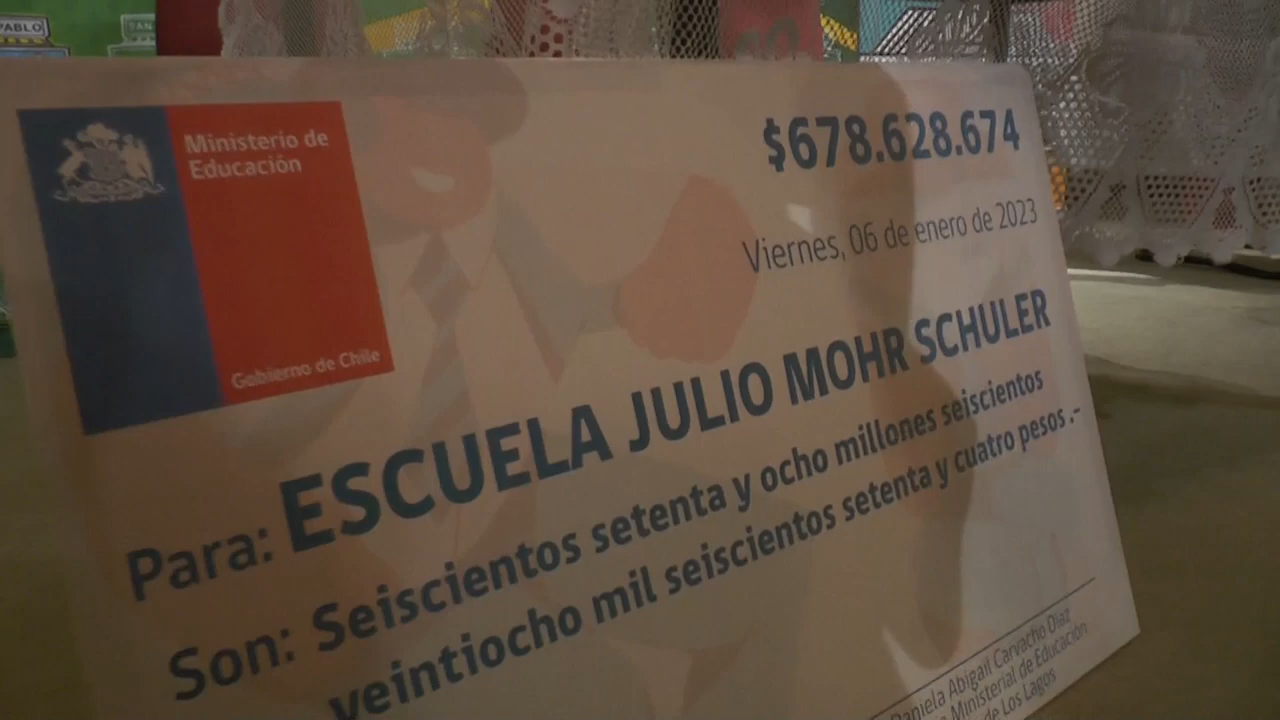 PABLO
Ministerio de
Educación
Gobierno de Chile
$678.628.674
Viernes, 06 de enero de 2023
Para: ESCUELA JULIO MOHR SCHULER
Son: Seiscientos setenta y ocho millones seiscientos
veintiocho mil seiscientos setenta y cuatro pesos.-
Daniela Abigail Carvacho Diaz
Ministerial de Educación
de Los Lagos